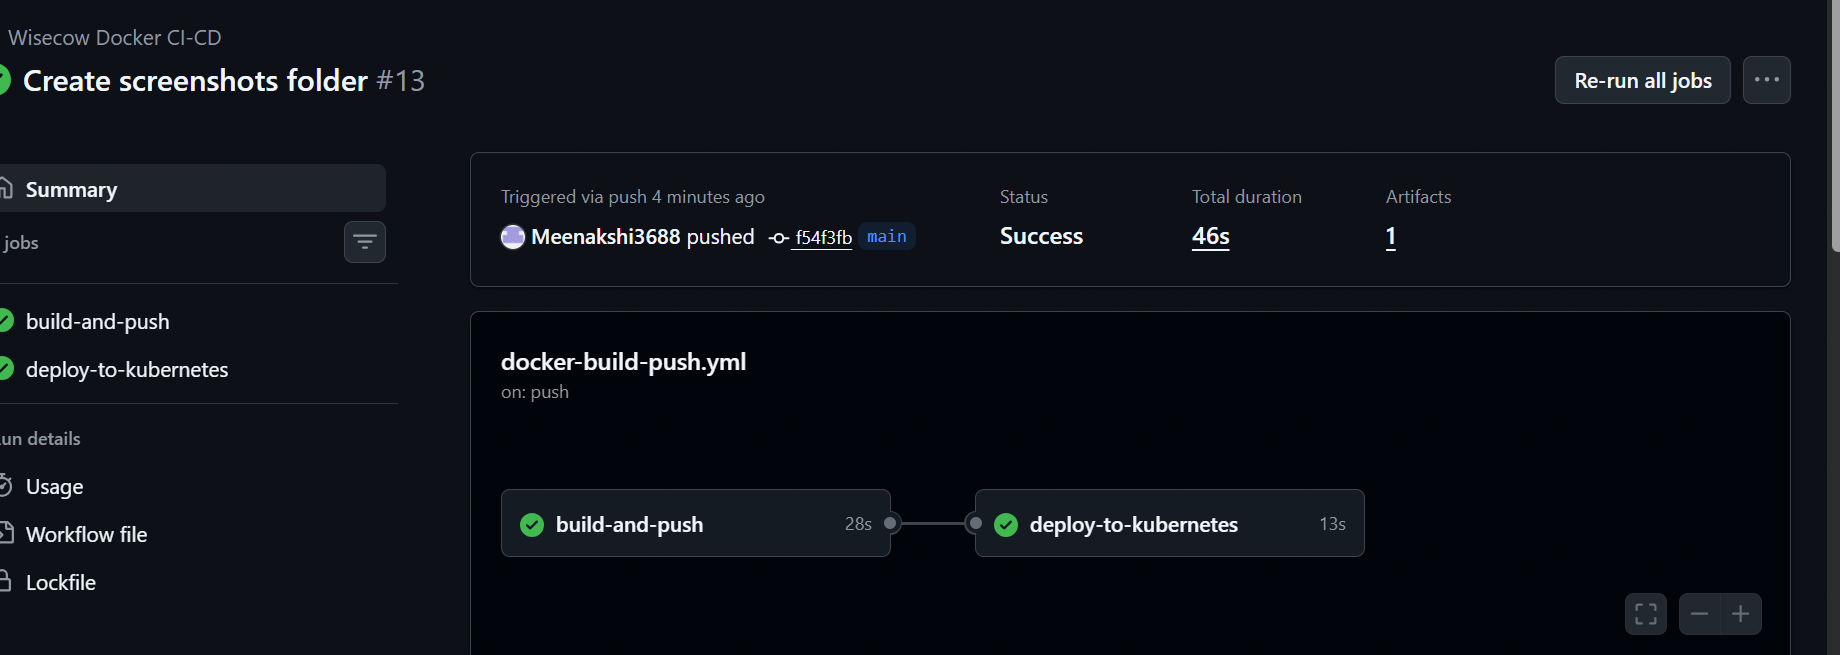 Wisecow Docker CI-CD
Create screenshots folder #13
Re-run all jobs
Summary
jobs
build-and-push
deploy-to-kubernetes
un details
Usage
Workflow file
Lockfile
Triggered via push 4 minutes ago
Meenakshi3688 pushed f54f3fb main
Status
Success
Total duration
46s
Artifacts
1
docker-build-push.yml
on: push
build-and-push 28s
deploy-to-kubernetes 13s